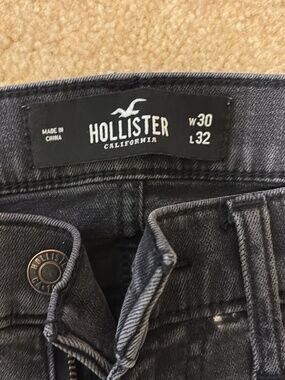 MADE IN
CHINA
HOLLISTER
CALIFORNIA
W30
L32
HOLLISTER